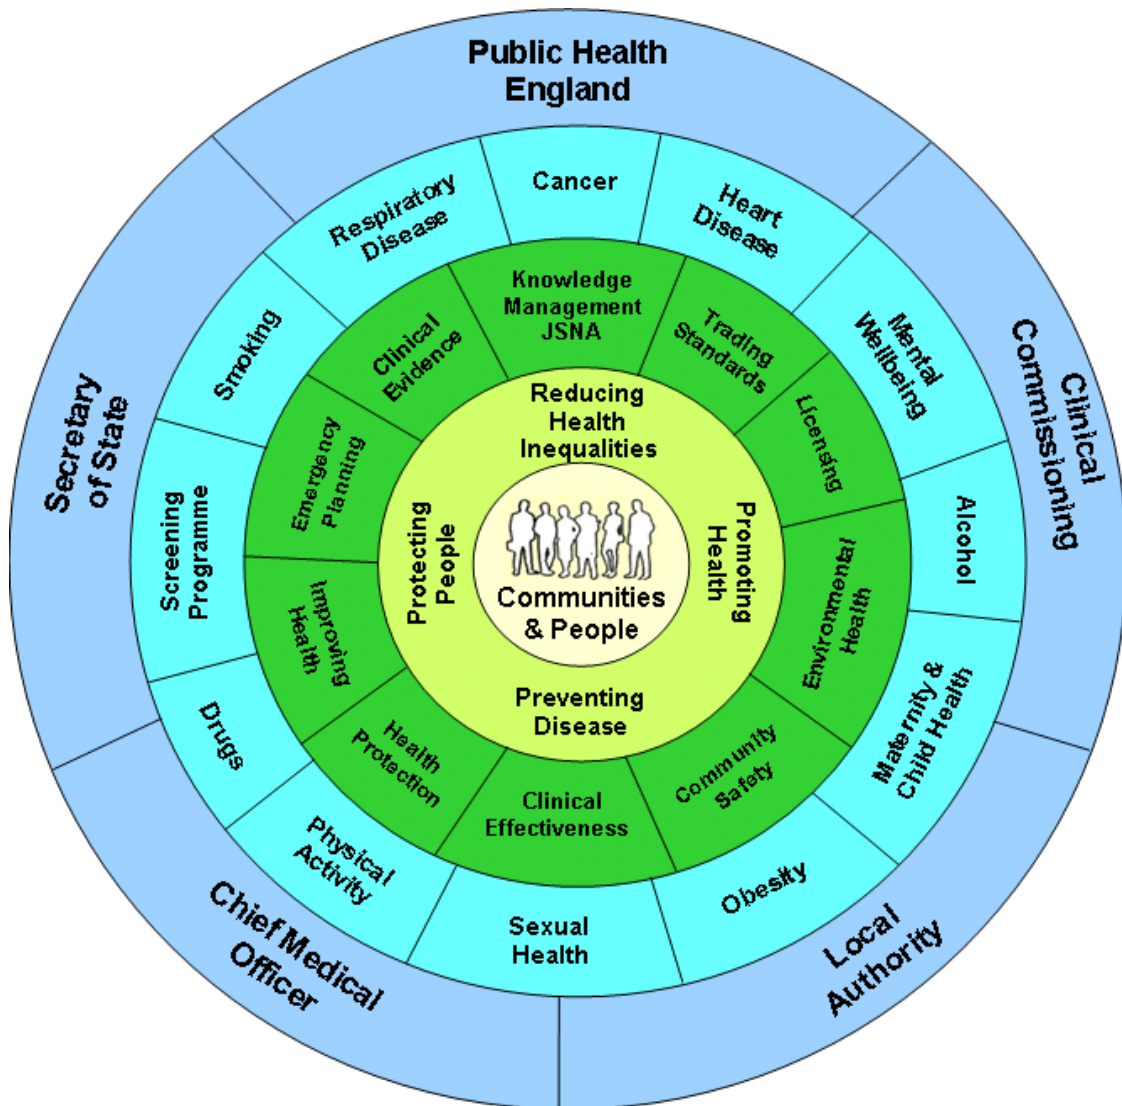 Public Health
England
Clinical
Commissioning
Local
Authority
Chief Medical
Officer
Secretary
of State
Cancer
Heart
Disease
Mental
Wellbeing
Alcohol
Maternity &
Child Health
Obesity
Sexual
Health
Physical
Activity
Drugs
Screening
Programme
Smoking
Respiratory
Disease
Knowledge
Management
JSNA
Trading
Standards
Licensing
Environmental
Health
Community
Safety
Clinical
Effectiveness
Health
Protection
Improving
Health
Emergency
Planning
Clinical
Evidence
Reducing
Health
Inequalities
Promoting
Health
Preventing
Disease
Protecting
People
Communities
& People